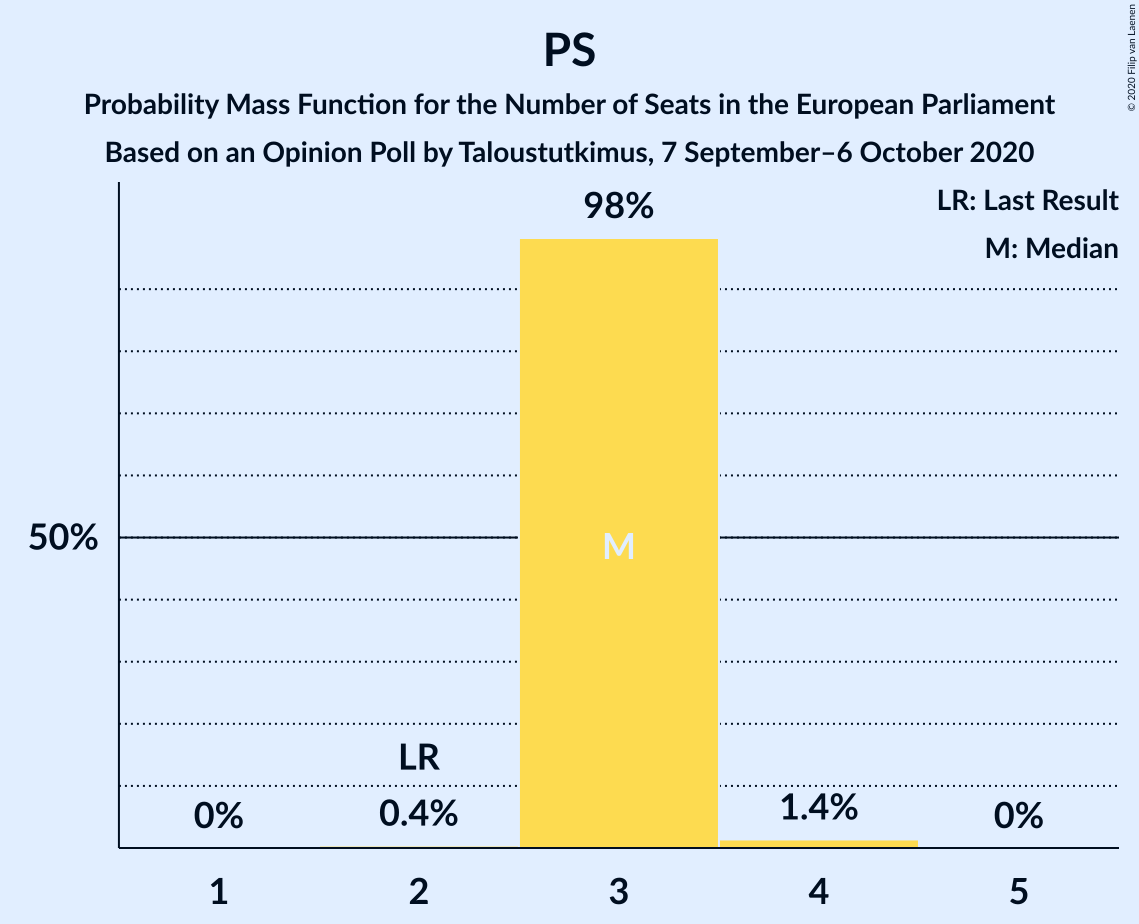 PS
Probability Mass Function for the Number of Seats in the European Parliament
Based on an Opinion Poll by Taloustutkimus, 7 September–6 October 2020
© 2020 Filip van Laenen
LR: Last Result
M: Median
98%
50%
M
LR
0%
0.4%
1.4%
0%
1
2
3
4
5